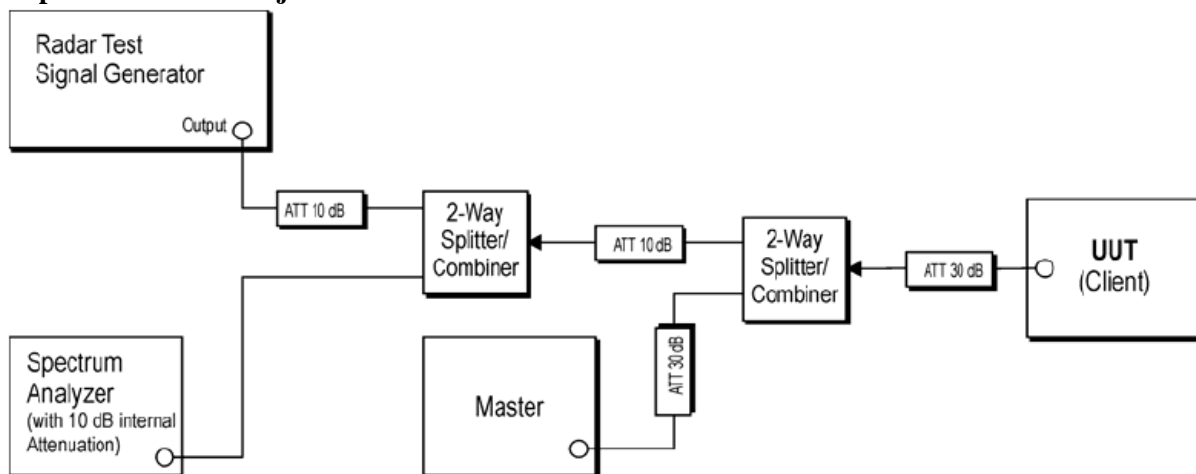 Radar Test
Signal Generator
Output
ATT 10 dB
2-Way
Splitter/
Combiner
ATT 10 dB
2-Way
Splitter/
Combiner
ATT 30 dB
UUT
(Client)
Spectrum
Analyzer
(with 10 dB internal
Attenuation)
Master
ATT 30 dB